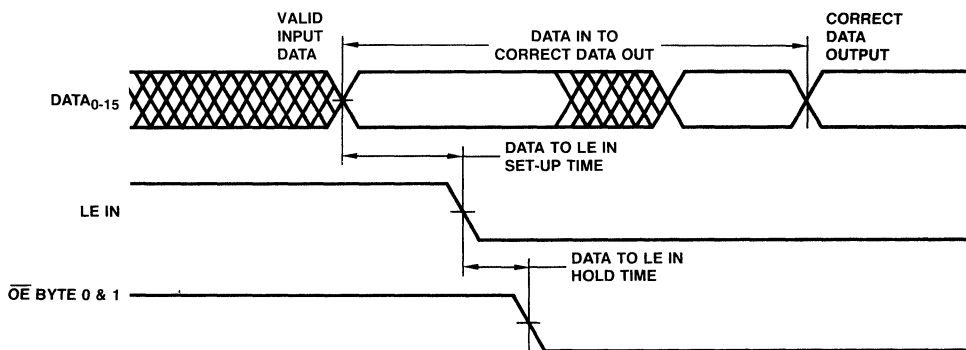 VALID
INPUT
DATA
DATA IN TO
CORRECT DATA OUT
CORRECT
DATA
OUTPUT
DATA0-15
DATA TO LE IN
SET-UP TIME
LE IN
DATA TO LE IN
HOLD TIME
OE BYTE 0 & 1